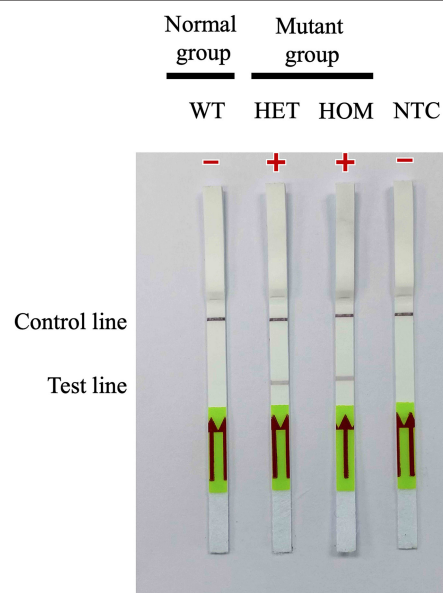 Normal
group
Mutant
group
WT HET HOM NTC
− + + −
Control line
Test line